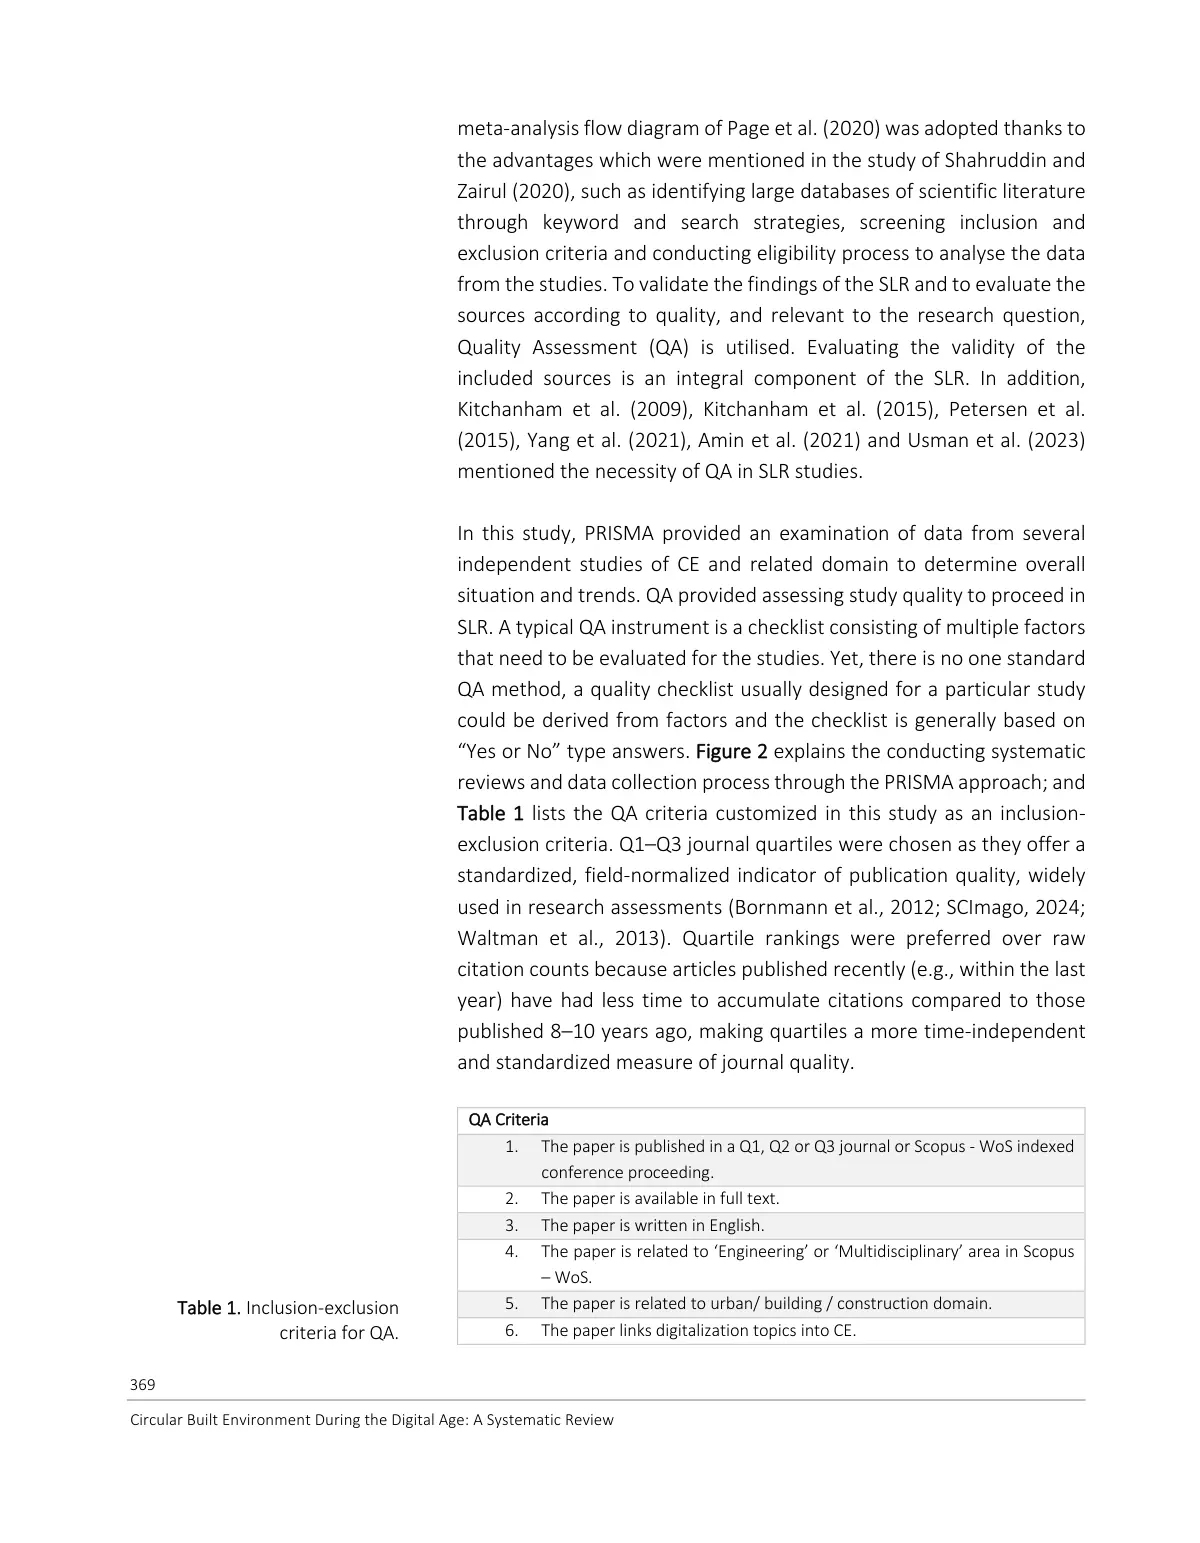 meta-analysis flow diagram of Page et al. (2020) was adopted thanks to
the advantages which were mentioned in the study of Shahruddin and
Zairul (2020), such as identifying large databases of scientific literature
through keyword and search strategies, screening inclusion and
exclusion criteria and conducting eligibility process to analyse the data
from the studies. To validate the findings of the SLR and to evaluate the
sources according to quality, and relevant to the research question,
Quality Assessment (QA) is utilised. Evaluating the validity of the
included sources is an integral component of the SLR. In addition,
Kitchanham et al. (2009), Kitchanham et al. (2015), Petersen et al.
(2015), Yang et al. (2021), Amin et al. (2021) and Usman et al. (2023)
mentioned the necessity of QA in SLR studies.
In this study, PRISMA provided an examination of data from several
independent studies of CE and related domain to determine overall
situation and trends. QA provided assessing study quality to proceed in
SLR. A typical QA instrument is a checklist consisting of multiple factors
that need to be evaluated for the studies. Yet, there is no one standard
QA method, a quality checklist usually designed for a particular study
could be derived from factors and the checklist is generally based on
“Yes or No” type answers. Figure 2 explains the conducting systematic
reviews and data collection process through the PRISMA approach; and
Table 1 lists the QA criteria customized in this study as an inclusion-
exclusion criteria. Q1–Q3 journal quartiles were chosen as they offer a
standardized, field-normalized indicator of publication quality, widely
used in research assessments (Bornmann et al., 2012; SCImago, 2024;
Waltman et al., 2013). Quartile rankings were preferred over raw
citation counts because articles published recently (e.g., within the last
year) have had less time to accumulate citations compared to those
published 8–10 years ago, making quartiles a more time-independent
and standardized measure of journal quality.
QA Criteria
1. The paper is published in a Q1, Q2 or Q3 journal or Scopus - WoS indexed
conference proceeding.
2. The paper is available in full text.
3. The paper is written in English.
4. The paper is related to ‘Engineering’ or ‘Multidisciplinary’ area in Scopus
– WoS.
5. The paper is related to urban/ building / construction domain.
6. The paper links digitalization topics into CE.
Table 1. Inclusion-exclusion
criteria for QA.
369
Circular Built Environment During the Digital Age: A Systematic Review